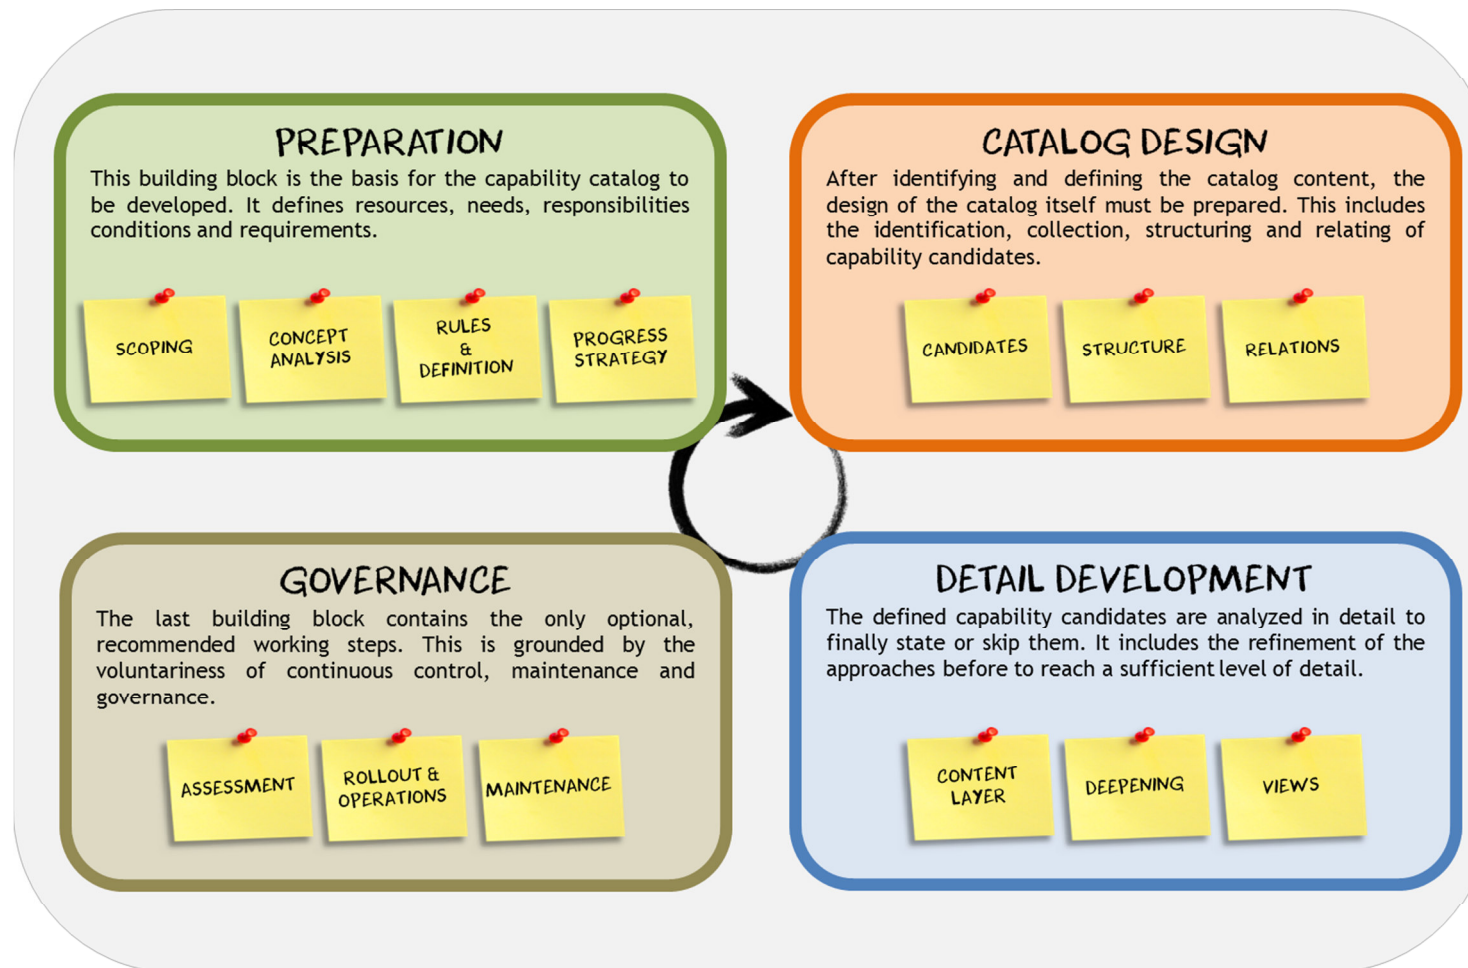 PREPARATION
This building block is the basis for the capability catalog to
be developed. It defines resources, needs, responsibilities
conditions and requirements.
SCOPING
CONCEPT
ANALYSIS
RULES
&
DEFINITION
PROGRESS
STRATEGY
CATALOG DESIGN
After identifying and defining the catalog content, the
design of the catalog itself must be prepared. This includes
the identification, collection, structuring and relating of
capability candidates.
CANDIDATES
STRUCTURE
RELATIONS
GOVERNANCE
The last building block contains the only optional,
recommended working steps. This is grounded by the
voluntariness of continuous control, maintenance and
governance.
ASSESSMENT
ROLLOUT &
OPERATIONS
MAINTENANCE
DETAIL DEVELOPMENT
The defined capability candidates are analyzed in detail to
finally state or skip them. It includes the refinement of the
approaches before to reach a sufficient level of detail.
CONTENT
LAYER
DEEPENING
VIEWS